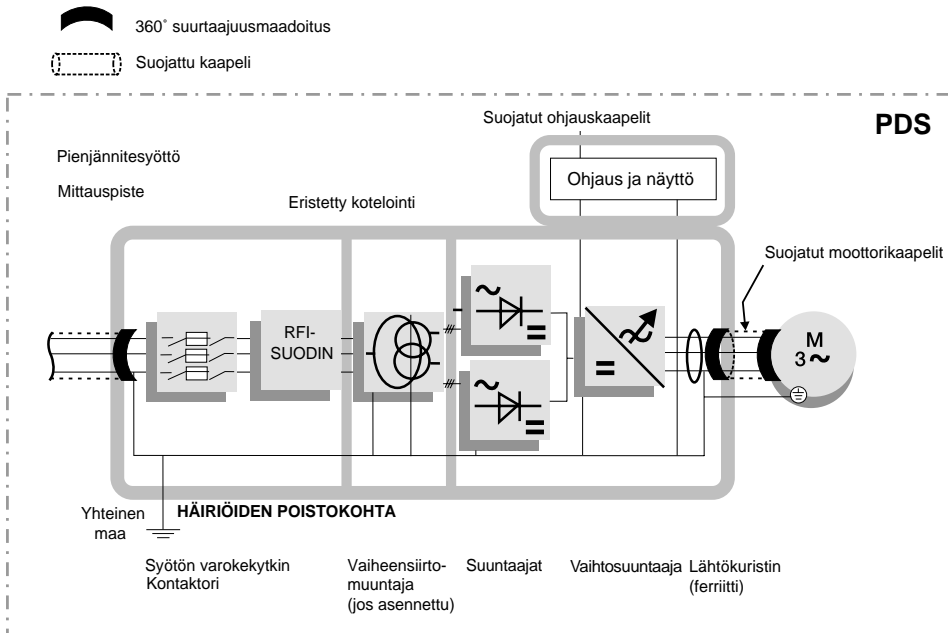 360° suurtaajuusmaadoitus
Suojattu kaapeli
PDS
Suojatut ohjauskaapelit
Pienjännitesyöttö
Mittauspiste
Ohjaus ja näyttö
Eristetty kotelointi
Suojatut moottorikaapelit
RFI-
SUODIN
M
3 ~
Yhteinen
maa
HÄIRIÖIDEN POISTOKOHTA
Syötön varokekytkin
Kontaktori
Vaiheensiirto-
muuntaja
(jos asennettu)
Suuntaajat
Vaihtosuuntaaja
Lähtökuristin
(ferriitti)